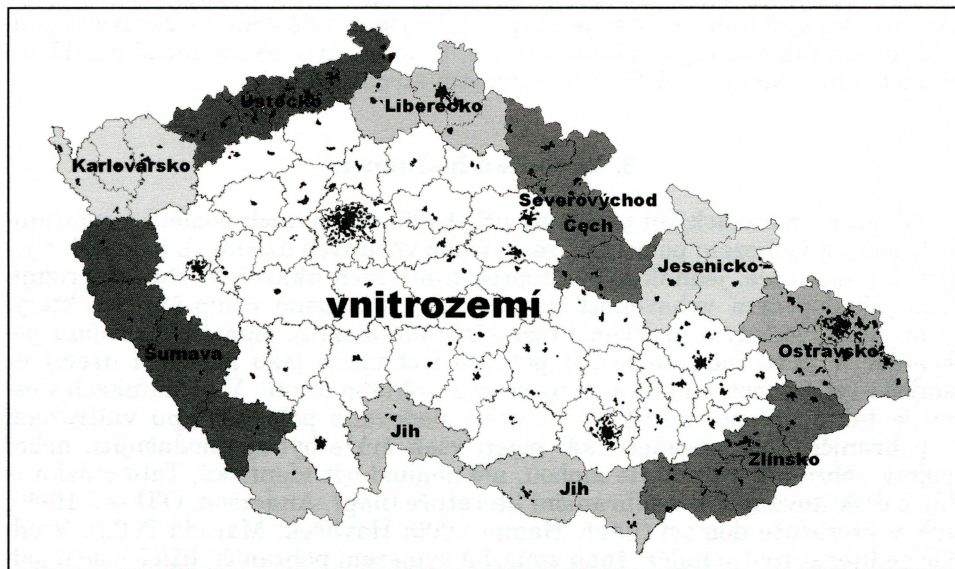 Ústecko
Liberecko
Karlovarsko
Severovýchod
Čech
Jesenicko
vnitrozemí
Šumava
Ostravsko
Jih
Jih
Zlínsko